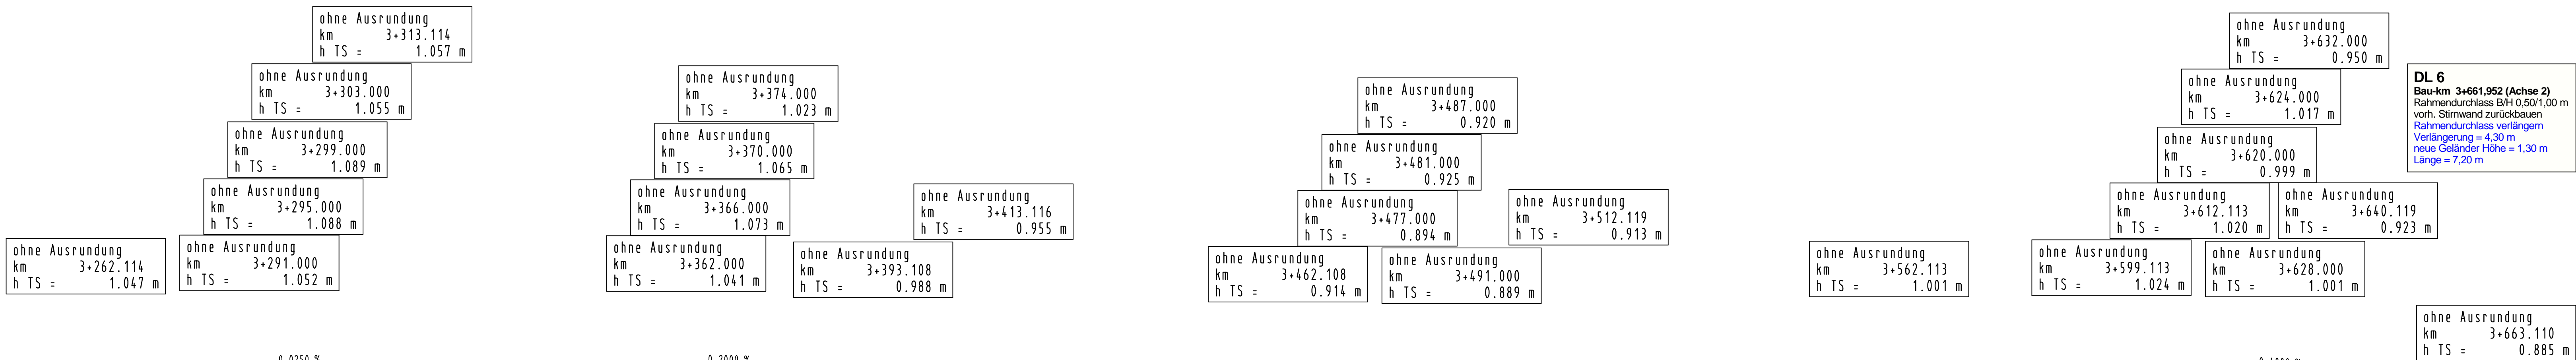 ohne Ausrundung
km 3+313.114
h TS = 1.057 m
ohne Ausrundung
km 3+303.000
h TS = 1.055 m
ohne Ausrundung
km 3+299.000
h TS = 1.089 m
ohne Ausrundung
km 3+295.000
h TS = 1.088 m
ohne Ausrundung
km 3+262.114
h TS = 1.047 m
ohne Ausrundung
km 3+291.000
h TS = 1.052 m
ohne Ausrundung
km 3+374.000
h TS = 1.023 m
ohne Ausrundung
km 3+370.000
h TS = 1.065 m
ohne Ausrundung
km 3+366.000
h TS = 1.073 m
ohne Ausrundung
km 3+362.000
h TS = 1.041 m
ohne Ausrundung
km 3+393.108
h TS = 0.988 m
ohne Ausrundung
km 3+413.116
h TS = 0.955 m
ohne Ausrundung
km 3+487.000
h TS = 0.920 m
ohne Ausrundung
km 3+481.000
h TS = 0.925 m
ohne Ausrundung
km 3+477.000
h TS = 0.894 m
ohne Ausrundung
km 3+462.108
h TS = 0.914 m
ohne Ausrundung
km 3+491.000
h TS = 0.889 m
ohne Ausrundung
km 3+512.119
h TS = 0.913 m
ohne Ausrundung
km 3+562.113
h TS = 1.001 m
ohne Ausrundung
km 3+632.000
h TS = 0.950 m
ohne Ausrundung
km 3+624.000
h TS = 1.017 m
ohne Ausrundung
km 3+620.000
h TS = 0.999 m
ohne Ausrundung
km 3+612.113
h TS = 1.020 m
ohne Ausrundung
km 3+640.119
h TS = 0.923 m
ohne Ausrundung
km 3+599.113
h TS = 1.024 m
ohne Ausrundung
km 3+628.000
h TS = 1.001 m
DL 6
Bau-km 3+661,952 (Achse 2)
Rahmendurchlass B/H 0,50/1,00 m
vorh. Stirnwand zurückbauen
Rahmendurchlass verlängern
Verlängerung = 4,30 m
neue Geländer Höhe = 1,30 m
Länge = 7,20 m
ohne Ausrundung
km 3+663.110
h TS = 0.885 m